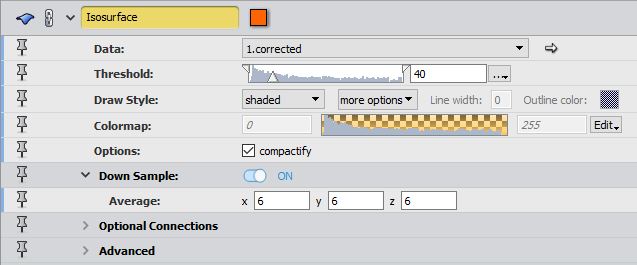 Isosurface
Data: 1.corrected
Threshold: 40 ...
Draw Style: shaded more options Line width: 0 Outline color:
Colormap: 0 255 Edit
Options: compactify
Down Sample: ON
Average: x 6 y 6 z 6
Optional Connections
Advanced